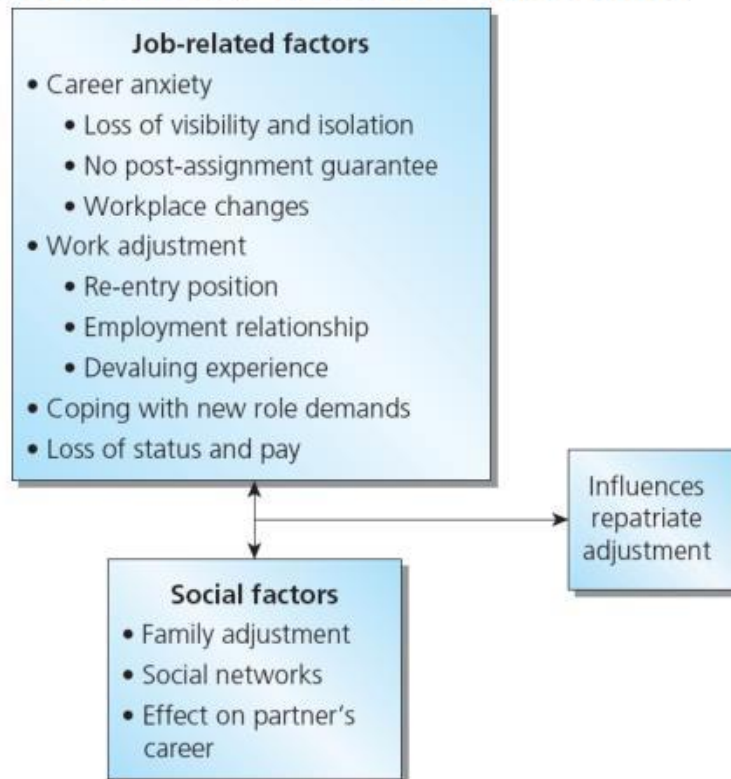 Job-related factors
• Career anxiety
• Loss of visibility and isolation
• No post-assignment guarantee
• Workplace changes
• Work adjustment
• Re-entry position
• Employment relationship
• Devaluing experience
• Coping with new role demands
• Loss of status and pay
Influences
repatriate
adjustment
Social factors
• Family adjustment
• Social networks
• Effect on partner's
career